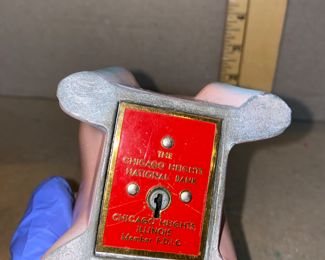 THE
CHICAGO HEIGHTS
NATIONAL BANK
CHICAGO HEIGHTS
ILLINOIS
Member F.D.I.C.